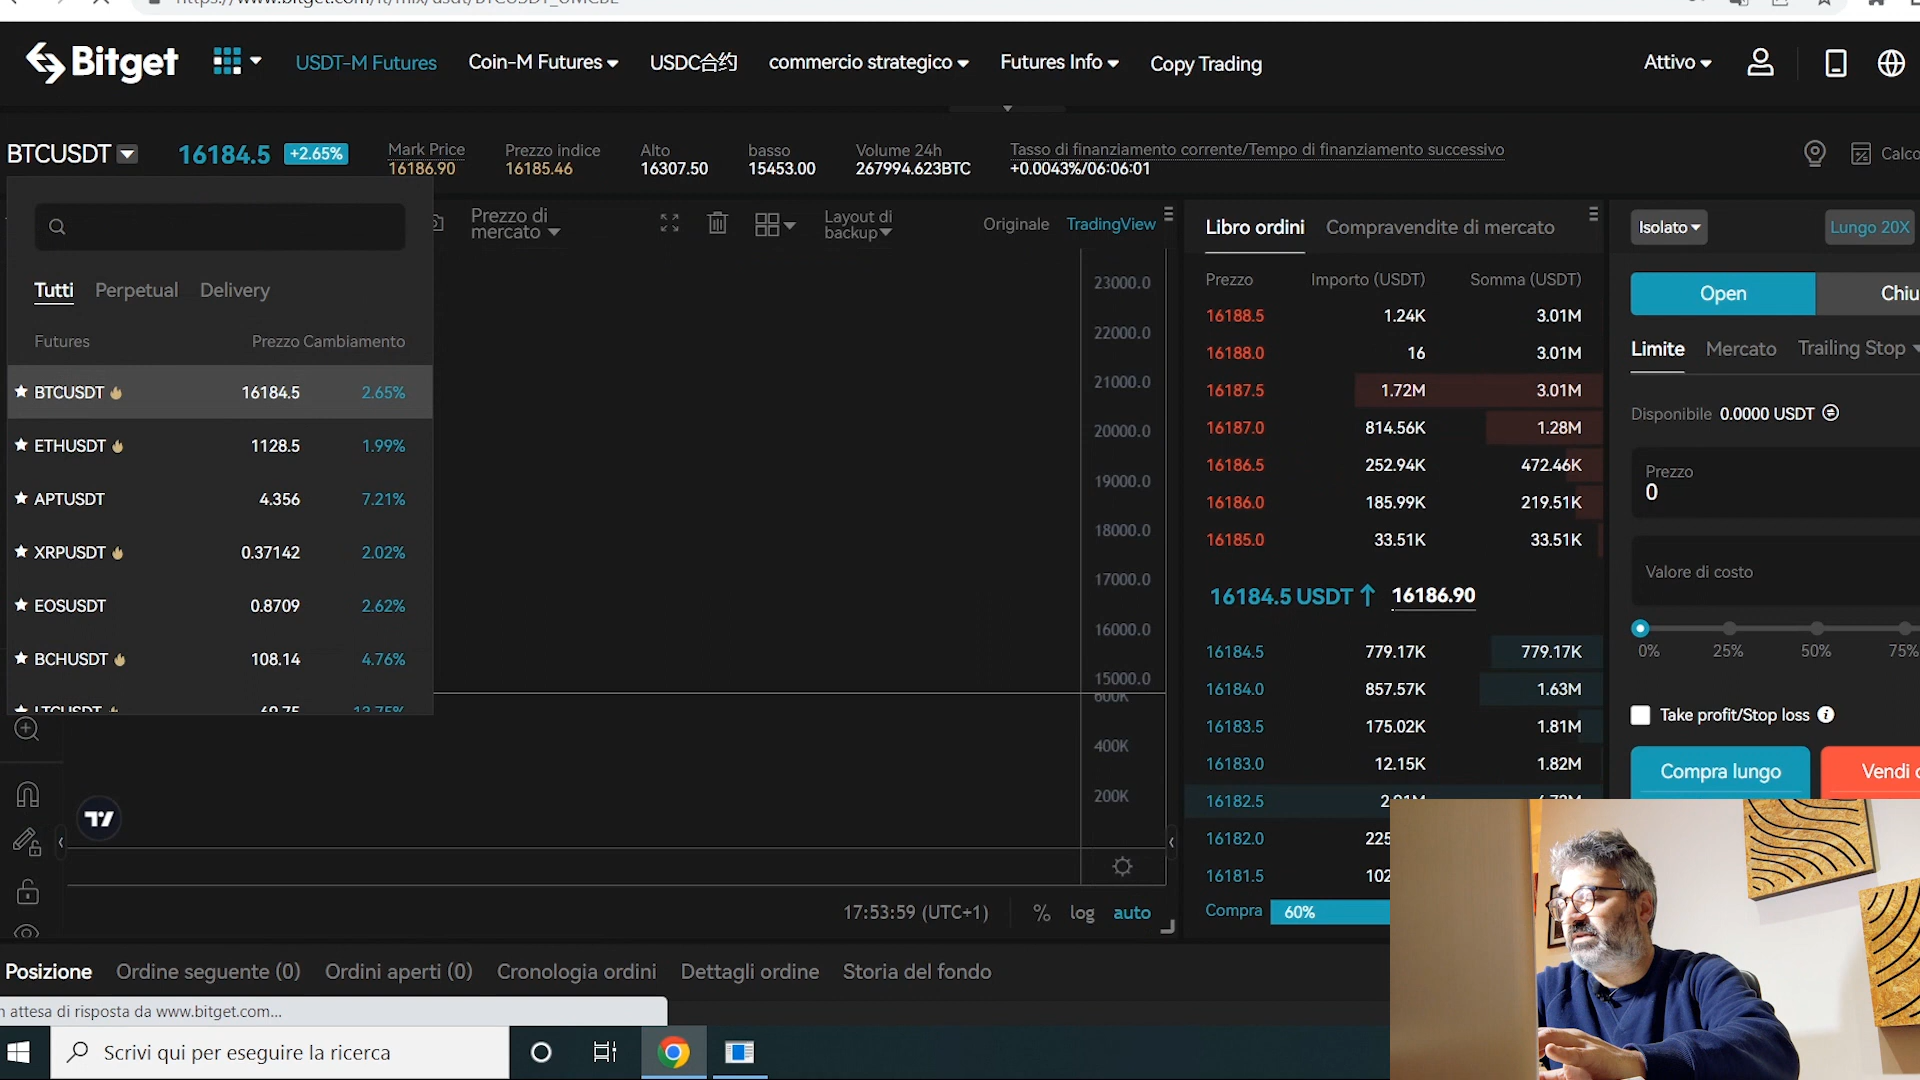 Bitget
USDT-M Futures
Coin-M Futures
USDC合约
commercio strategico
Futures Info
Copy Trading
Attivo
BTCUSDT
16184.5
+2.65%
Mark Price
16186.90
Prezzo indice
16185.46
Alto
16307.50
basso
15453.00
Volume 24h
267994.623BTC
Tasso di finanziamento corrente/Tempo di finanziamento successivo
+0.0043%/06:06:01
Tutti Perpetual Delivery
Futures Prezzo Cambiamento
BTCUSDT 16184.5 2.65%
ETHUSDT 1128.5 1.99%
APTUSDT 4.356 7.21%
XRPUSDT 0.37142 2.02%
EOSUSDT 0.8709 2.62%
BCHUSDT 108.14 4.76%
LTCUSDT 69.75 13.75%
Prezzo di
mercato
Layout di
backup
Originale TradingView
23000.0
22000.0
21000.0
20000.0
19000.0
18000.0
17000.0
16000.0
15000.0
600K
400K
200K
17:53:59 (UTC+1) % log auto
Libro ordini Compravendite di mercato
Prezzo Importo (USDT) Somma (USDT)
16188.5 1.24K 3.01M
16188.0 16 3.01M
16187.5 1.72M 3.01M
16187.0 814.56K 1.28M
16186.5 252.94K 472.46K
16186.0 185.99K 219.51K
16185.0 33.51K 33.51K
16184.5 USDT ↑ 16186.90
16184.5 779.17K 779.17K
16184.0 857.57K 1.63M
16183.5 175.02K 1.81M
16183.0 12.15K 1.82M
16182.5
16182.0 225
16181.5 102
Compra 60%
Isolato
Lungo 20X
Open
Limite Mercato Trailing Stop
Disponibile 0.0000 USDT
Prezzo
0
Valore di costo
0% 25% 50% 75%
Take profit/Stop loss
Compra lungo
Vendi
Posizione Ordine seguente (0) Ordini aperti (0) Cronologia ordini Dettagli ordine Storia del fondo
attesa di risposta da www.bitget.com...
Scrivi qui per eseguire la ricerca